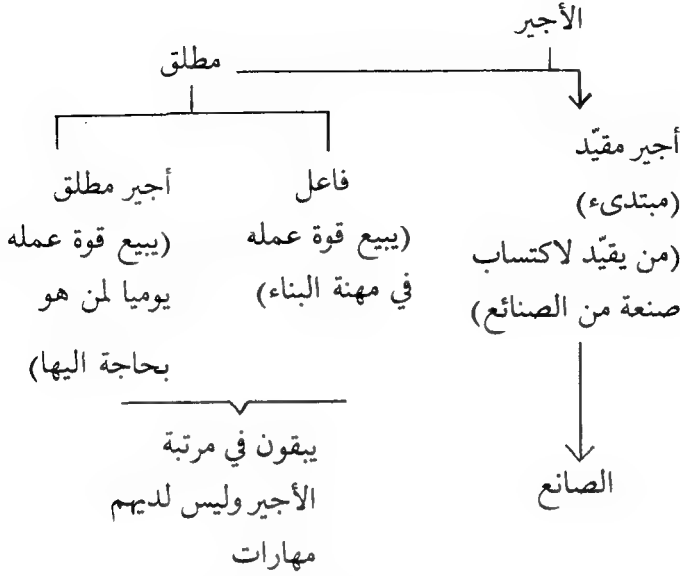 الأجير
مطلق
أجير مقيّد
(مبتدىء)
(من يقيّد لاكتساب
صنعة من الصنائع)
الصانع
فاعل
(يبيع قوة عمله
في مهنة البناء)
أجير مطلق
(يبيع قوة عمله
يوميا لمن هو
بحاجة اليها)
يبقون في مرتبة
الأجير وليس لديهم
مهارات